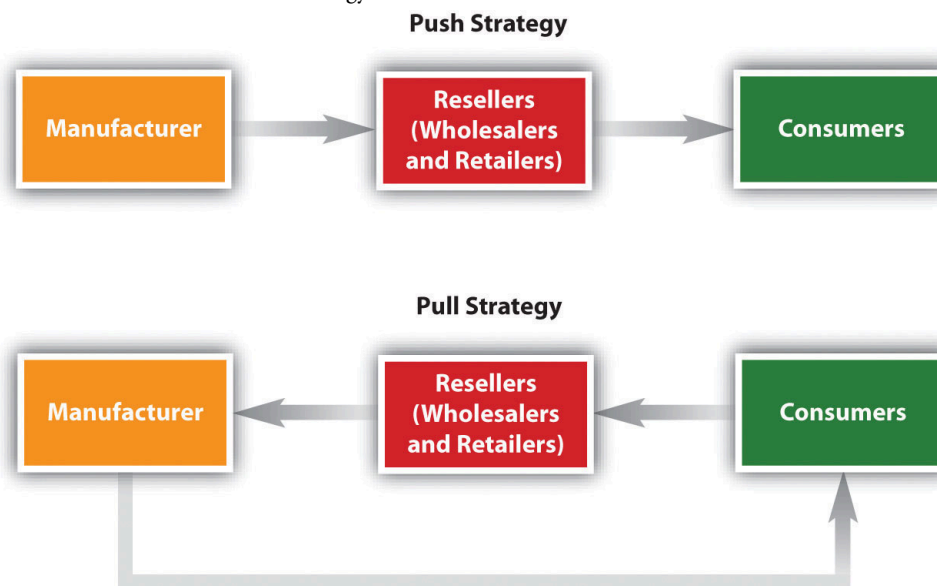 Push Strategy
Manufacturer
Resellers
(Wholesalers
and Retailers)
Consumers
Pull Strategy
Manufacturer
Resellers
(Wholesalers
and Retailers)
Consumers